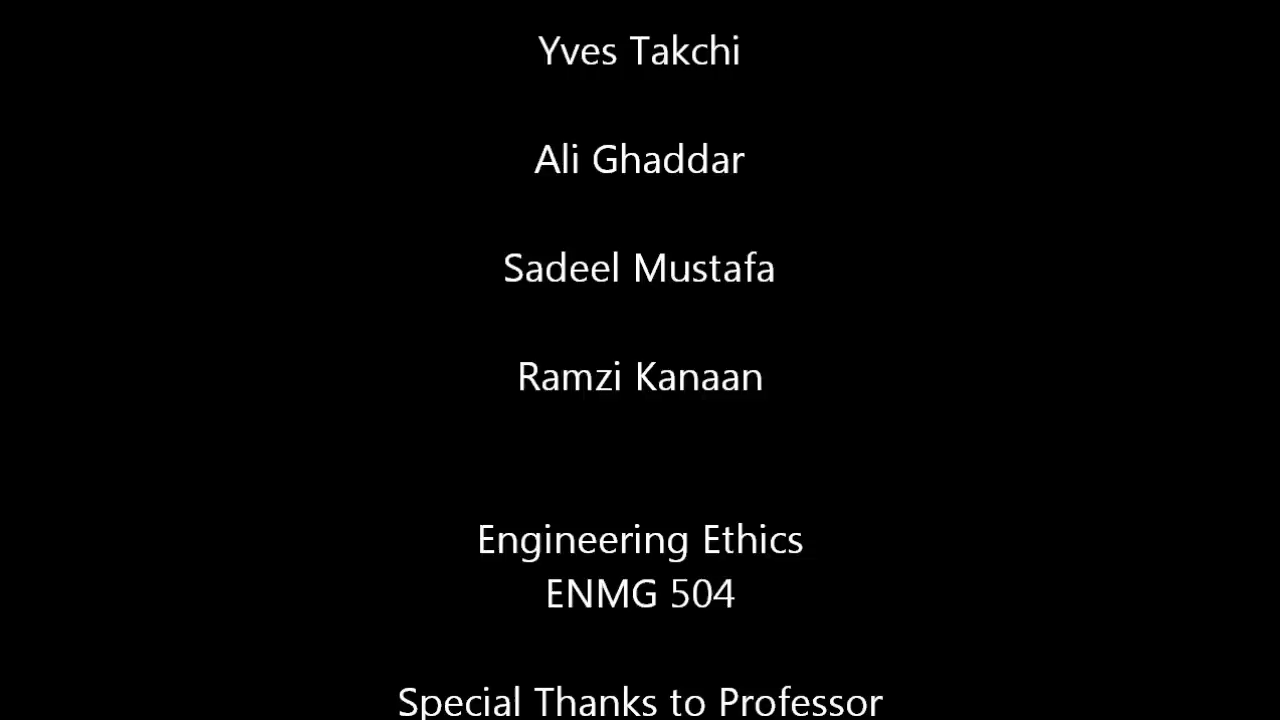 Yves Takchi
Ali Ghaddar
Sadeel Mustafa
Ramzi Kanaan
Engineering Ethics
ENMG 504
Special Thanks to Professor